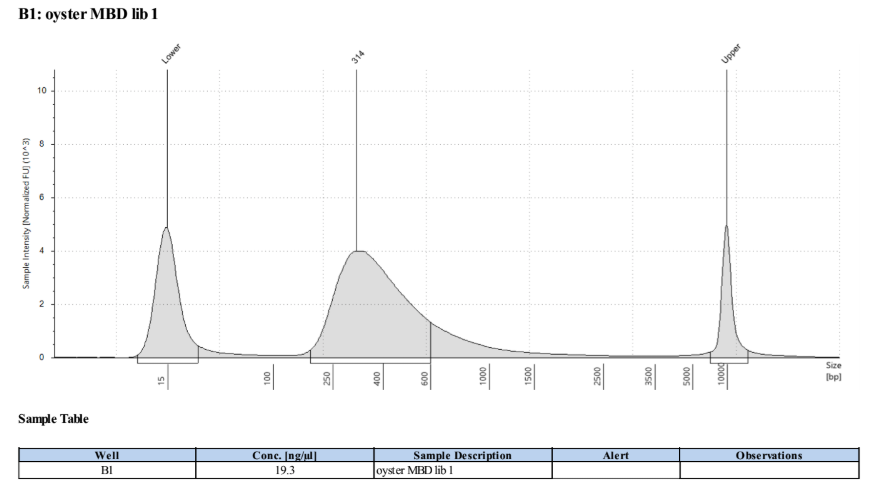 B1: oyster MBD lib 1
Lower
314
Upper
Sample Intensity [Normalized FU] (10^3)
10
8
6
4
2
0
15
100
250
400
600
1000
1500
2500
3500
5000
10000
Size
[bp]
Sample Table
Well Conc. [ng/µl] Sample Description Alert Observations
B1 19.3 oyster MBD lib 1